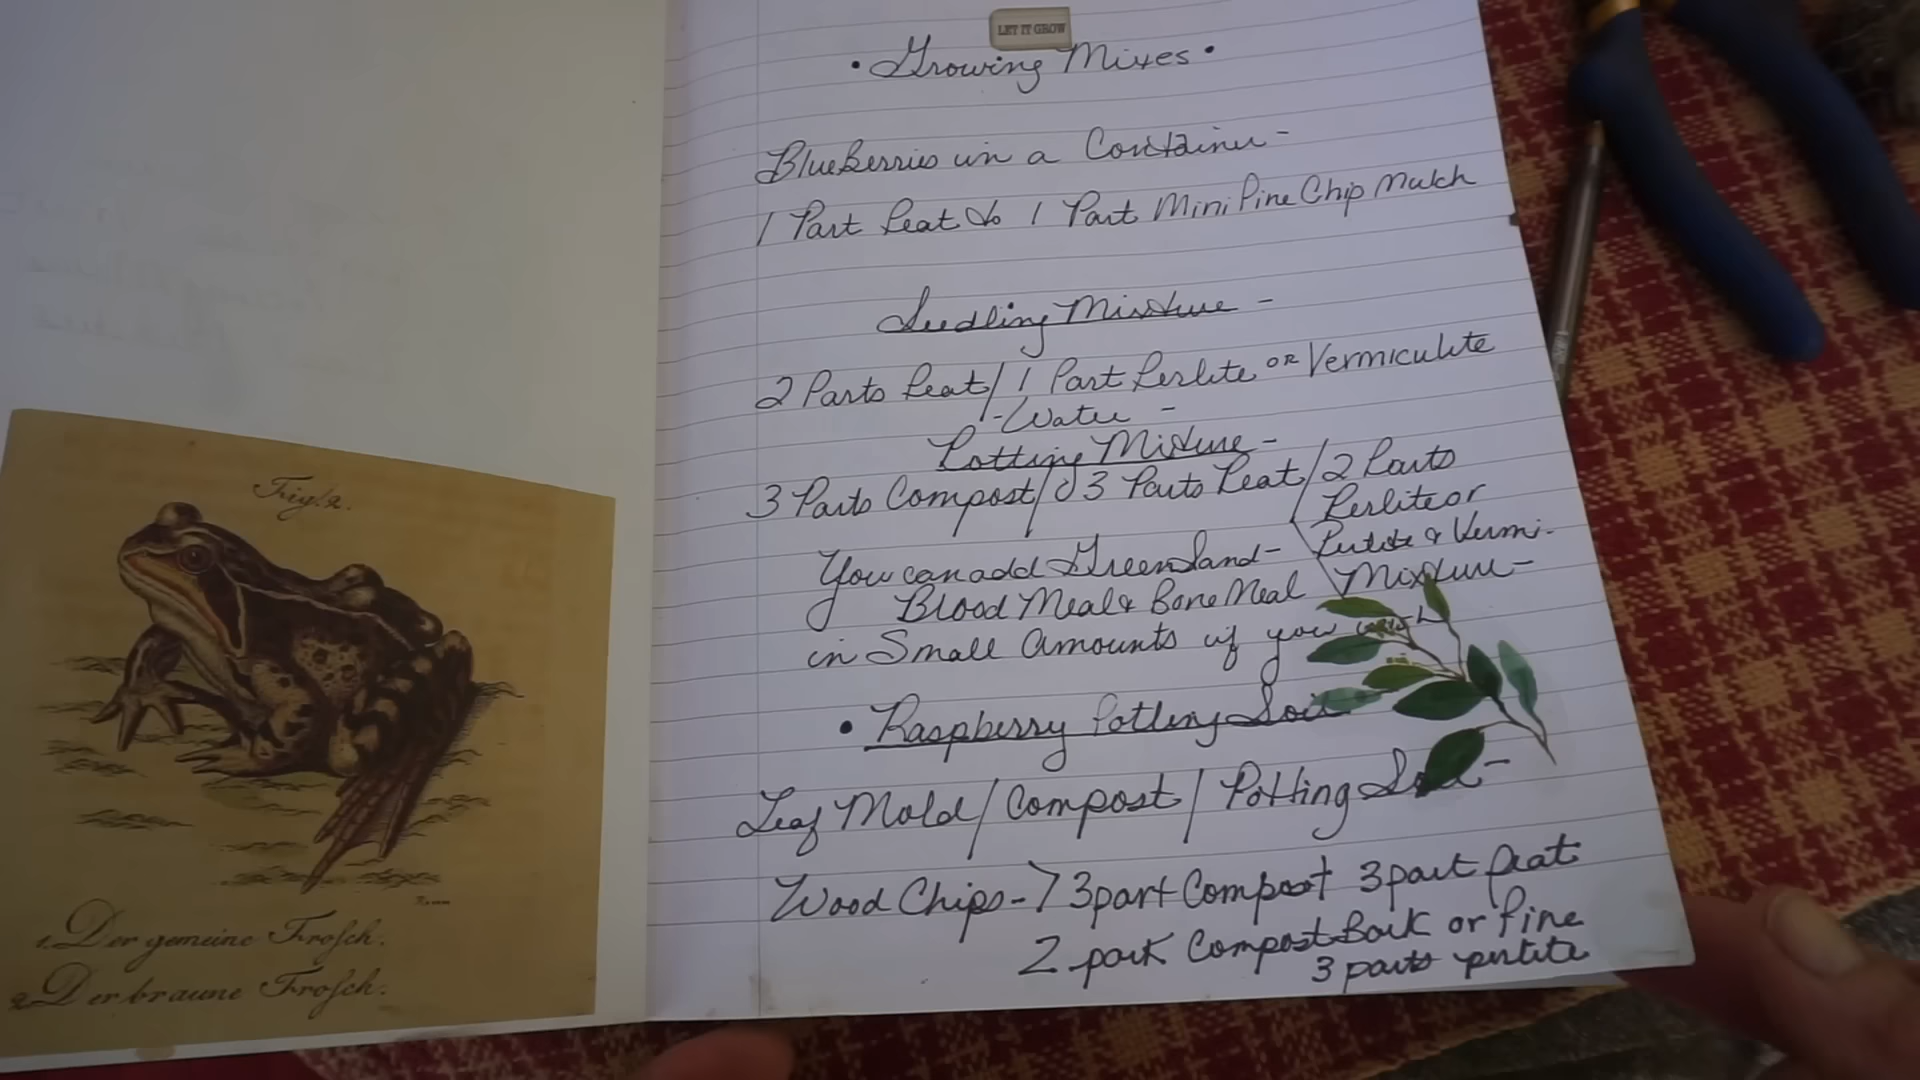 Fig. 2.
1. Der gemeine Frosch.
2. Der braune Frosch.
LET IT GROW
• Growing Mixes •
BlueBerries in a Container -
1 Part Peat to 1 Part Mini Pine Chip Mulch
Seedling Mixture -
2 Parts Peat / 1 Part Perlite OR Vermiculite
- Water -
Potting Mixture -
3 Parts Compost / 3 Parts Peat / 2 Parts
Perlite or
Perlite & Vermi-
Mixture -
You can add GreenSand -
Blood Meal & Bone Meal
in Small Amounts if you wish
• Raspberry Potting Soil
Leaf Mold / Compost / Potting Soil -
Wood Chips -> 3 part Compost 3 part peat
2 part Compost Bark or pine
3 parts perlite